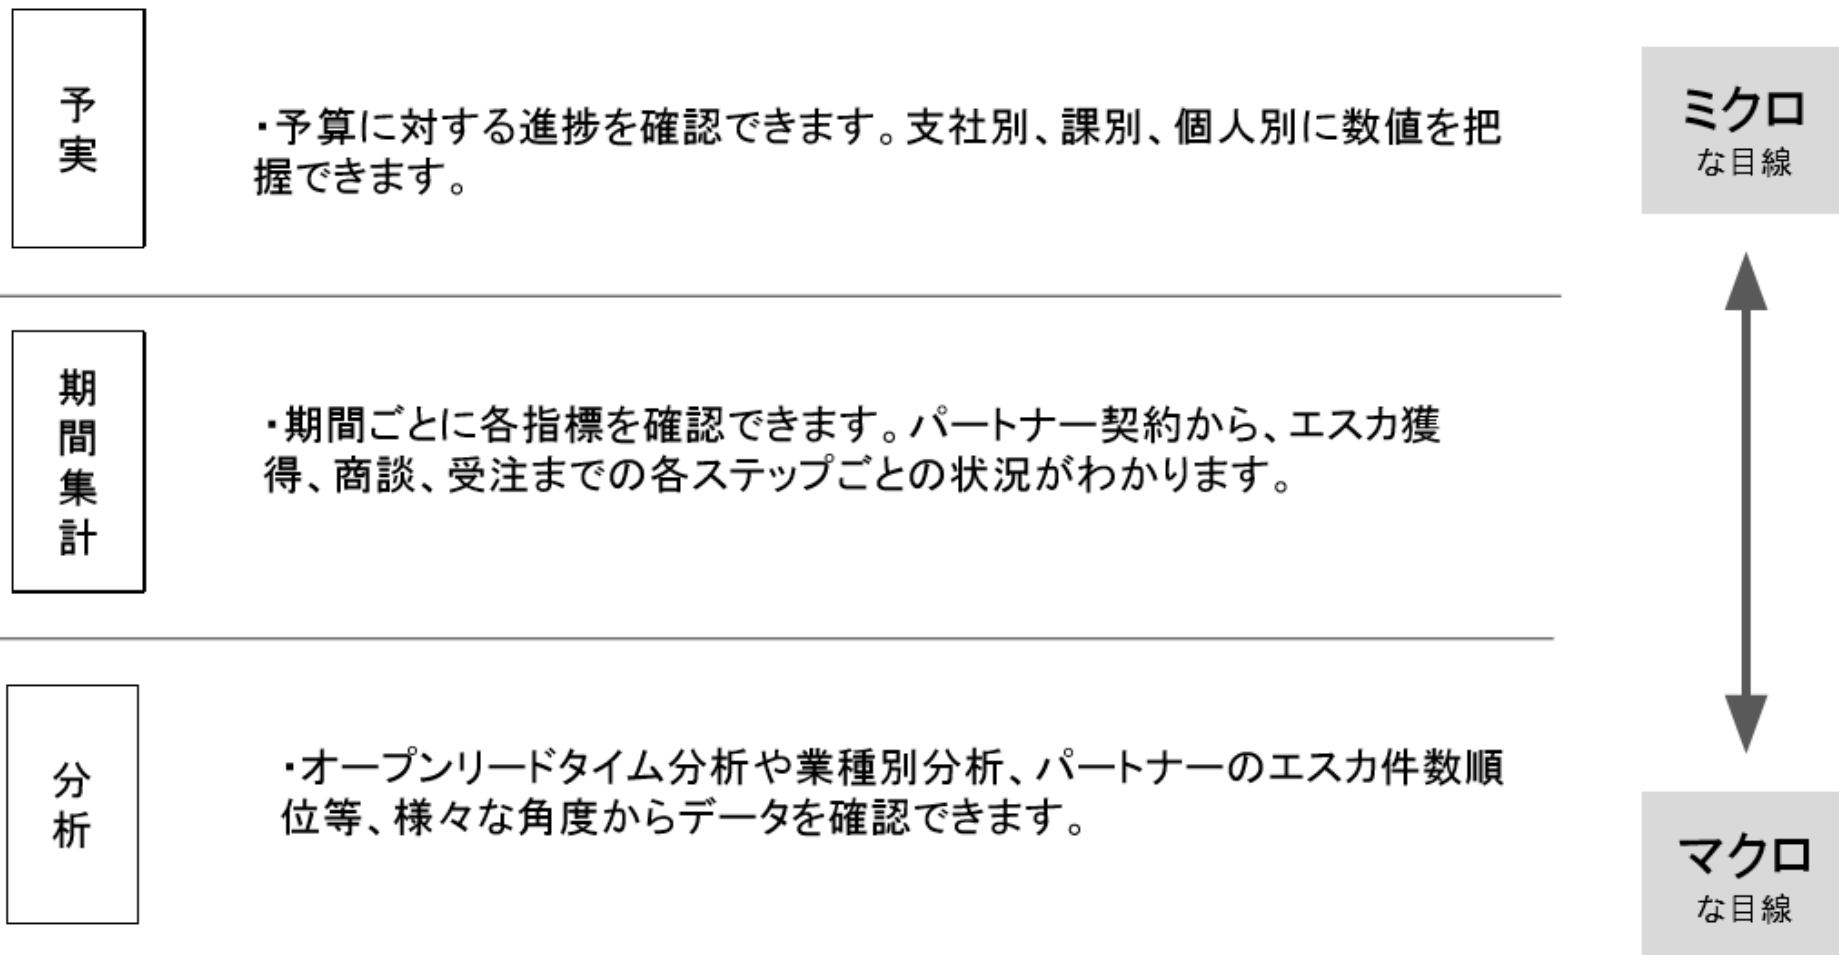 予実
・予算に対する進捗を確認できます。支社別、課別、個人別に数値を把
握できます。
ミクロ
な目線
期間集計
・期間ごとに各指標を確認できます。パートナー契約から、エスカ獲
得、商談、受注までの各ステップごとの状況がわかります。
分析
・オープンリードタイム分析や業種別分析、パートナーのエスカ件数順
位等、様々な角度からデータを確認できます。
マクロ
な目線